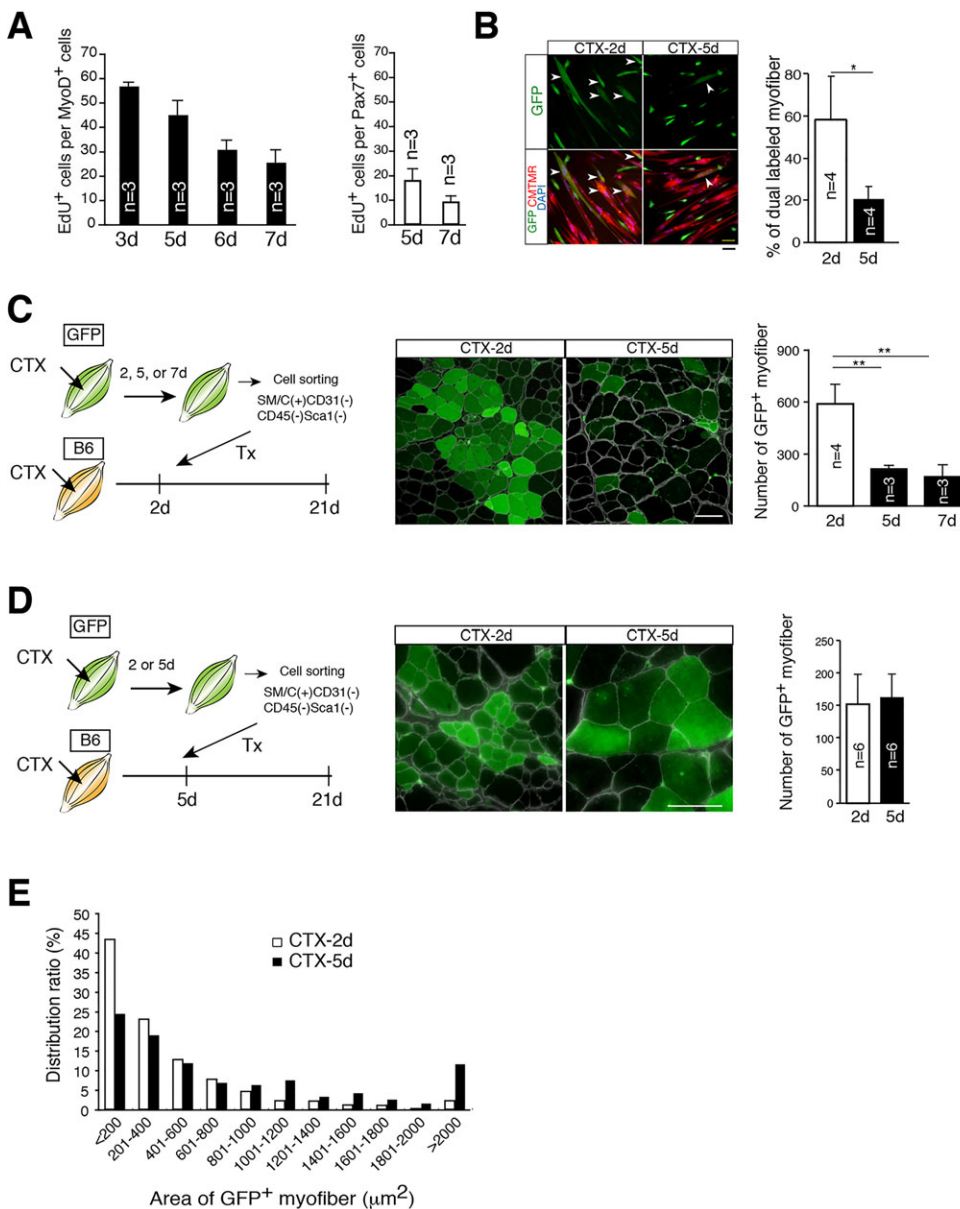 A
EdU+ cells per MyoD+ cells
70
60
50
40
30
20
10
0
n=3
n=3
n=3
n=3
3d 5d 6d 7d
EdU+ cells per Pax7+ cells
70
60
50
40
30
20
10
0
n=3
n=3
5d 7d
B
CTX-2d CTX-5d
GFP
GFP CMTMR
DAPI
% of dual labeled myofiber
80
60
40
20
0
*
n=4
n=4
2d 5d
C
GFP
CTX
2, 5, or 7d
Cell sorting
SM/C(+)CD31(-)
CD45(-)Sca1(-)
B6
CTX
Tx
2d 21d
CTX-2d CTX-5d
Number of GFP+ myofiber
900
600
300
0
**
**
n=4
n=3
n=3
2d 5d 7d
D
GFP
CTX
2 or 5d
Cell sorting
SM/C(+)CD31(-)
CD45(-)Sca1(-)
B6
CTX
Tx
5d 21d
CTX-2d CTX-5d
Number of GFP+ myofiber
250
200
150
100
50
0
n=6
n=6
2d 5d
E
Distribution ratio (%)
50
45
40
35
30
25
20
15
10
5
0
CTX-2d
CTX-5d
<200 201-400 401-600 601-800 801-1000 1001-1200 1201-1400 1401-1600 1601-1800 1801-2000 >2000
Area of GFP+ myofiber (μm2)